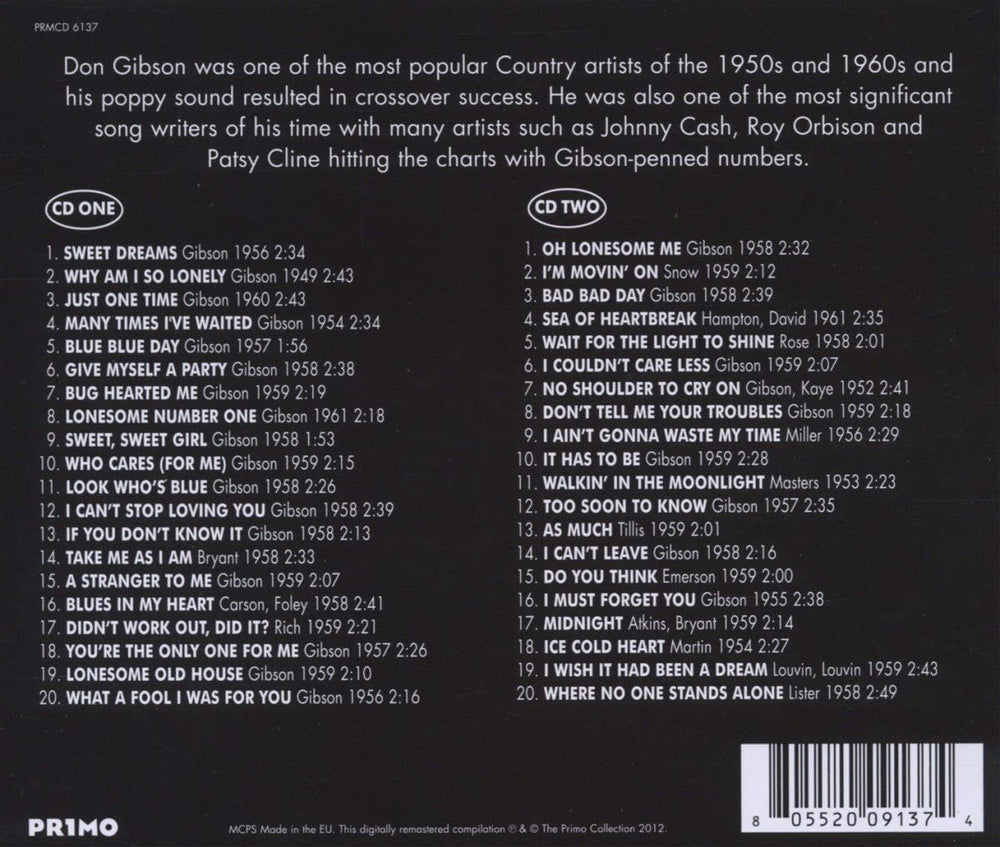 PRMCD 6137
Don Gibson was one of the most popular Country artists of the 1950s and 1960s and
his poppy sound resulted in crossover success. He was also one of the most significant
song writers of his time with many artists such as Johnny Cash, Roy Orbison and
Patsy Cline hitting the charts with Gibson-penned numbers.
CD ONE
1. SWEET DREAMS Gibson 1956 2:34
2. WHY AM I SO LONELY Gibson 1949 2:43
3. JUST ONE TIME Gibson 1960 2:43
4. MANY TIMES I'VE WAITED Gibson 1954 2:34
5. BLUE BLUE DAY Gibson 1957 1:56
6. GIVE MYSELF A PARTY Gibson 1958 2:38
7. BUG HEARTED ME Gibson 1959 2:19
8. LONESOME NUMBER ONE Gibson 1961 2:18
9. SWEET, SWEET GIRL Gibson 1958 1:53
10. WHO CARES (FOR ME) Gibson 1959 2:15
11. LOOK WHO'S BLUE Gibson 1958 2:26
12. I CAN'T STOP LOVING YOU Gibson 1958 2:39
13. IF YOU DON'T KNOW IT Gibson 1958 2:13
14. TAKE ME AS I AM Bryant 1958 2:33
15. A STRANGER TO ME Gibson 1959 2:07
16. BLUES IN MY HEART Carson, Foley 1958 2:41
17. DIDN'T WORK OUT, DID IT? Rich 1959 2:21
18. YOU'RE THE ONLY ONE FOR ME Gibson 1957 2:26
19. LONESOME OLD HOUSE Gibson 1959 2:10
20. WHAT A FOOL I WAS FOR YOU Gibson 1956 2:16
CD TWO
1. OH LONESOME ME Gibson 1958 2:32
2. I'M MOVIN' ON Snow 1959 2:12
3. BAD BAD DAY Gibson 1958 2:39
4. SEA OF HEARTBREAK Hampton, David 1961 2:35
5. WAIT FOR THE LIGHT TO SHINE Rose 1958 2:01
6. I COULDN'T CARE LESS Gibson 1959 2:07
7. NO SHOULDER TO CRY ON Gibson, Kaye 1952 2:41
8. DON'T TELL ME YOUR TROUBLES Gibson 1959 2:18
9. I AIN'T GONNA WASTE MY TIME Miller 1956 2:29
10. IT HAS TO BE Gibson 1959 2:28
11. WALKIN' IN THE MOONLIGHT Masters 1953 2:23
12. TOO SOON TO KNOW Gibson 1957 2:35
13. AS MUCH Tillis 1959 2:01
14. I CAN'T LEAVE Gibson 1958 2:16
15. DO YOU THINK Emerson 1959 2:00
16. I MUST FORGET YOU Gibson 1955 2:38
17. MIDNIGHT Atkins, Bryant 1959 2:14
18. ICE COLD HEART Martin 1954 2:27
19. I WISH IT HAD BEEN A DREAM Louvin, Louvin 1959 2:43
20. WHERE NO ONE STANDS ALONE Lister 1958 2:49
PR1MO
MCPS Made in the EU. This digitally remastered compilation ℗ & © The Primo Collection 2012.
8 05520 09137 4